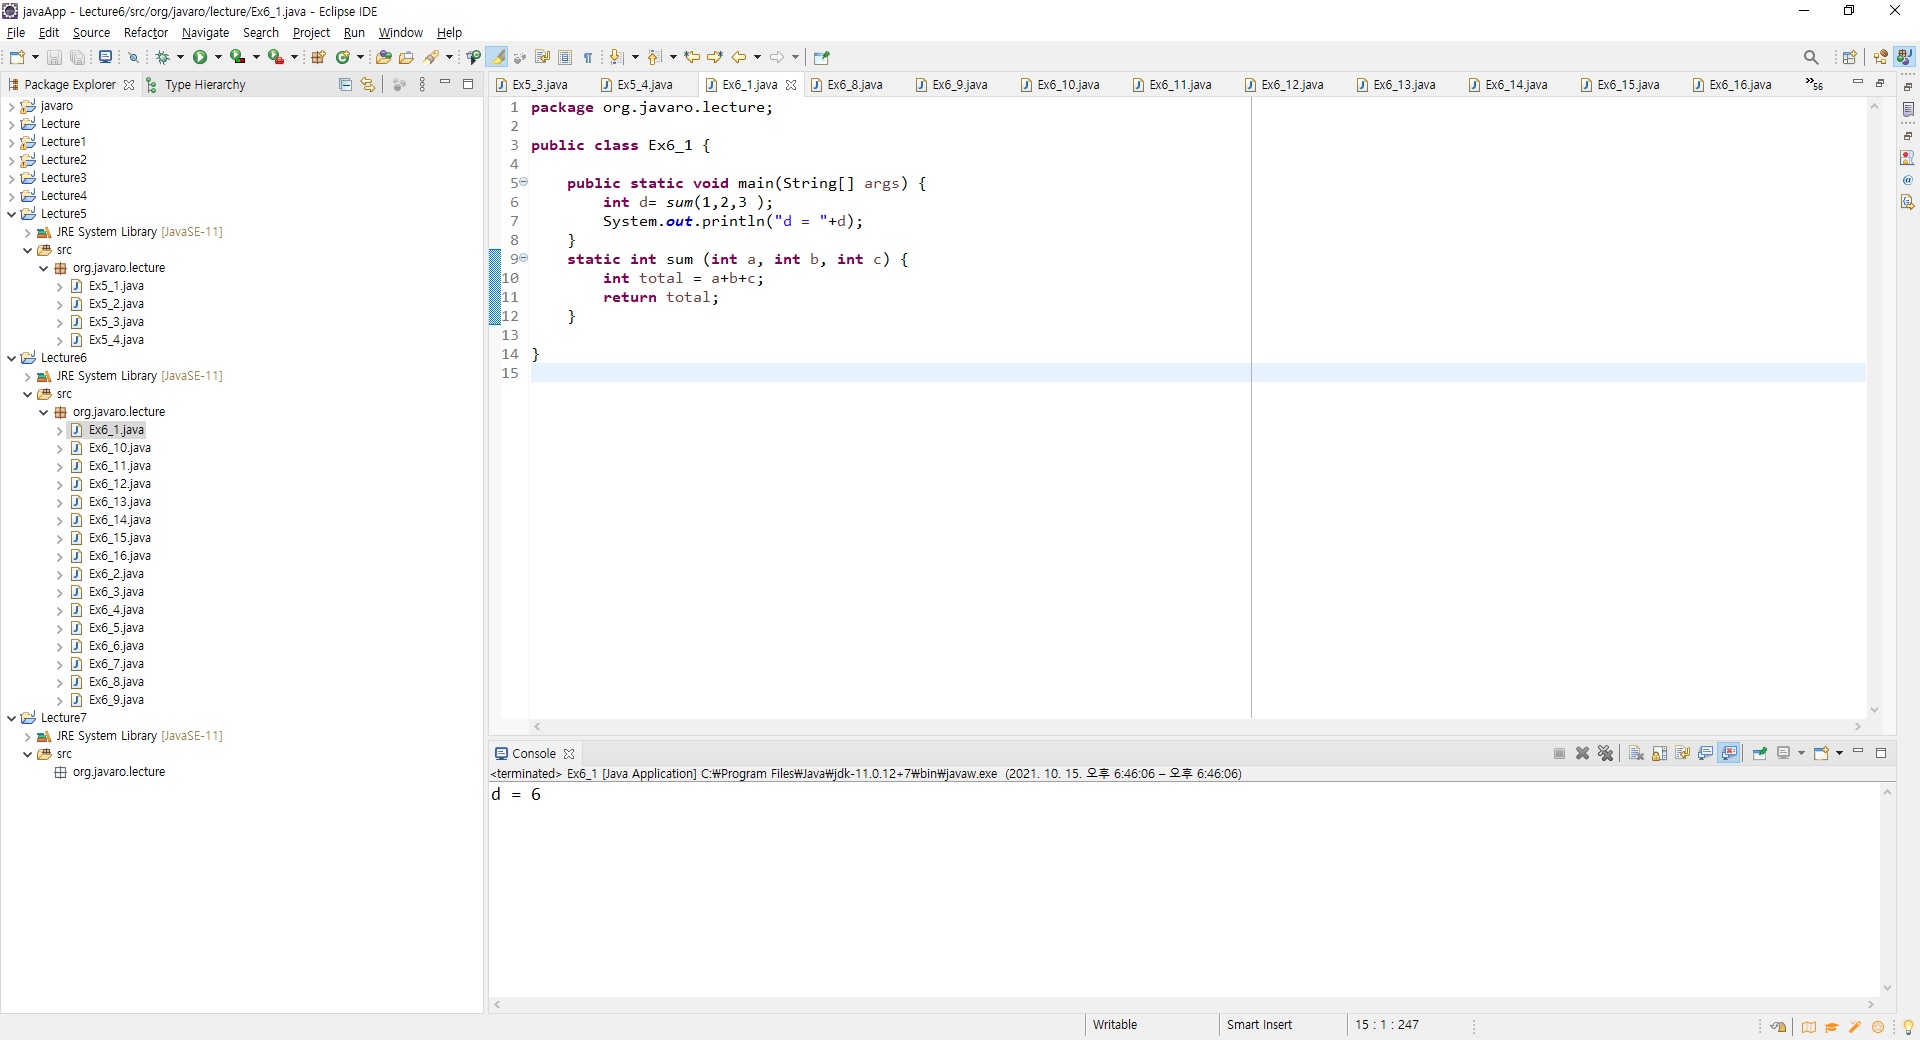 javaApp - Lecture6/src/org/javaro/lecture/Ex6_1.java - Eclipse IDE
File Edit Source Refactor Navigate Search Project Run Window Help
Package Explorer Type Hierarchy
javaro
Lecture
Lecture1
Lecture2
Lecture3
Lecture4
Lecture5
JRE System Library [JavaSE-11]
src
org.javaro.lecture
Ex5_1.java
Ex5_2.java
Ex5_3.java
Ex5_4.java
Lecture6
JRE System Library [JavaSE-11]
src
org.javaro.lecture
Ex6_1.java
Ex6_10.java
Ex6_11.java
Ex6_12.java
Ex6_13.java
Ex6_14.java
Ex6_15.java
Ex6_16.java
Ex6_2.java
Ex6_3.java
Ex6_4.java
Ex6_5.java
Ex6_6.java
Ex6_7.java
Ex6_8.java
Ex6_9.java
Lecture7
JRE System Library [JavaSE-11]
src
org.javaro.lecture
Ex5_3.java Ex5_4.java Ex6_1.java Ex6_8.java Ex6_9.java Ex6_10.java Ex6_11.java Ex6_12.java Ex6_13.java Ex6_14.java Ex6_15.java Ex6_16.java »56
1 package org.javaro.lecture;
2
3 public class Ex6_1 {
4
5 public static void main(String[] args) {
6 int d= sum(1,2,3 );
7 System.out.println("d = "+d);
8 }
9 static int sum (int a, int b, int c) {
10 int total = a+b+c;
11 return total;
12 }
13
14 }
15
Console
<terminated> Ex6_1 [Java Application] C:₩Program Files₩Java₩jdk-11.0.12+7₩bin₩javaw.exe (2021. 10. 15. 오후 6:46:06 – 오후 6:46:06)
d = 6
Writable Smart Insert 15 : 1 : 247